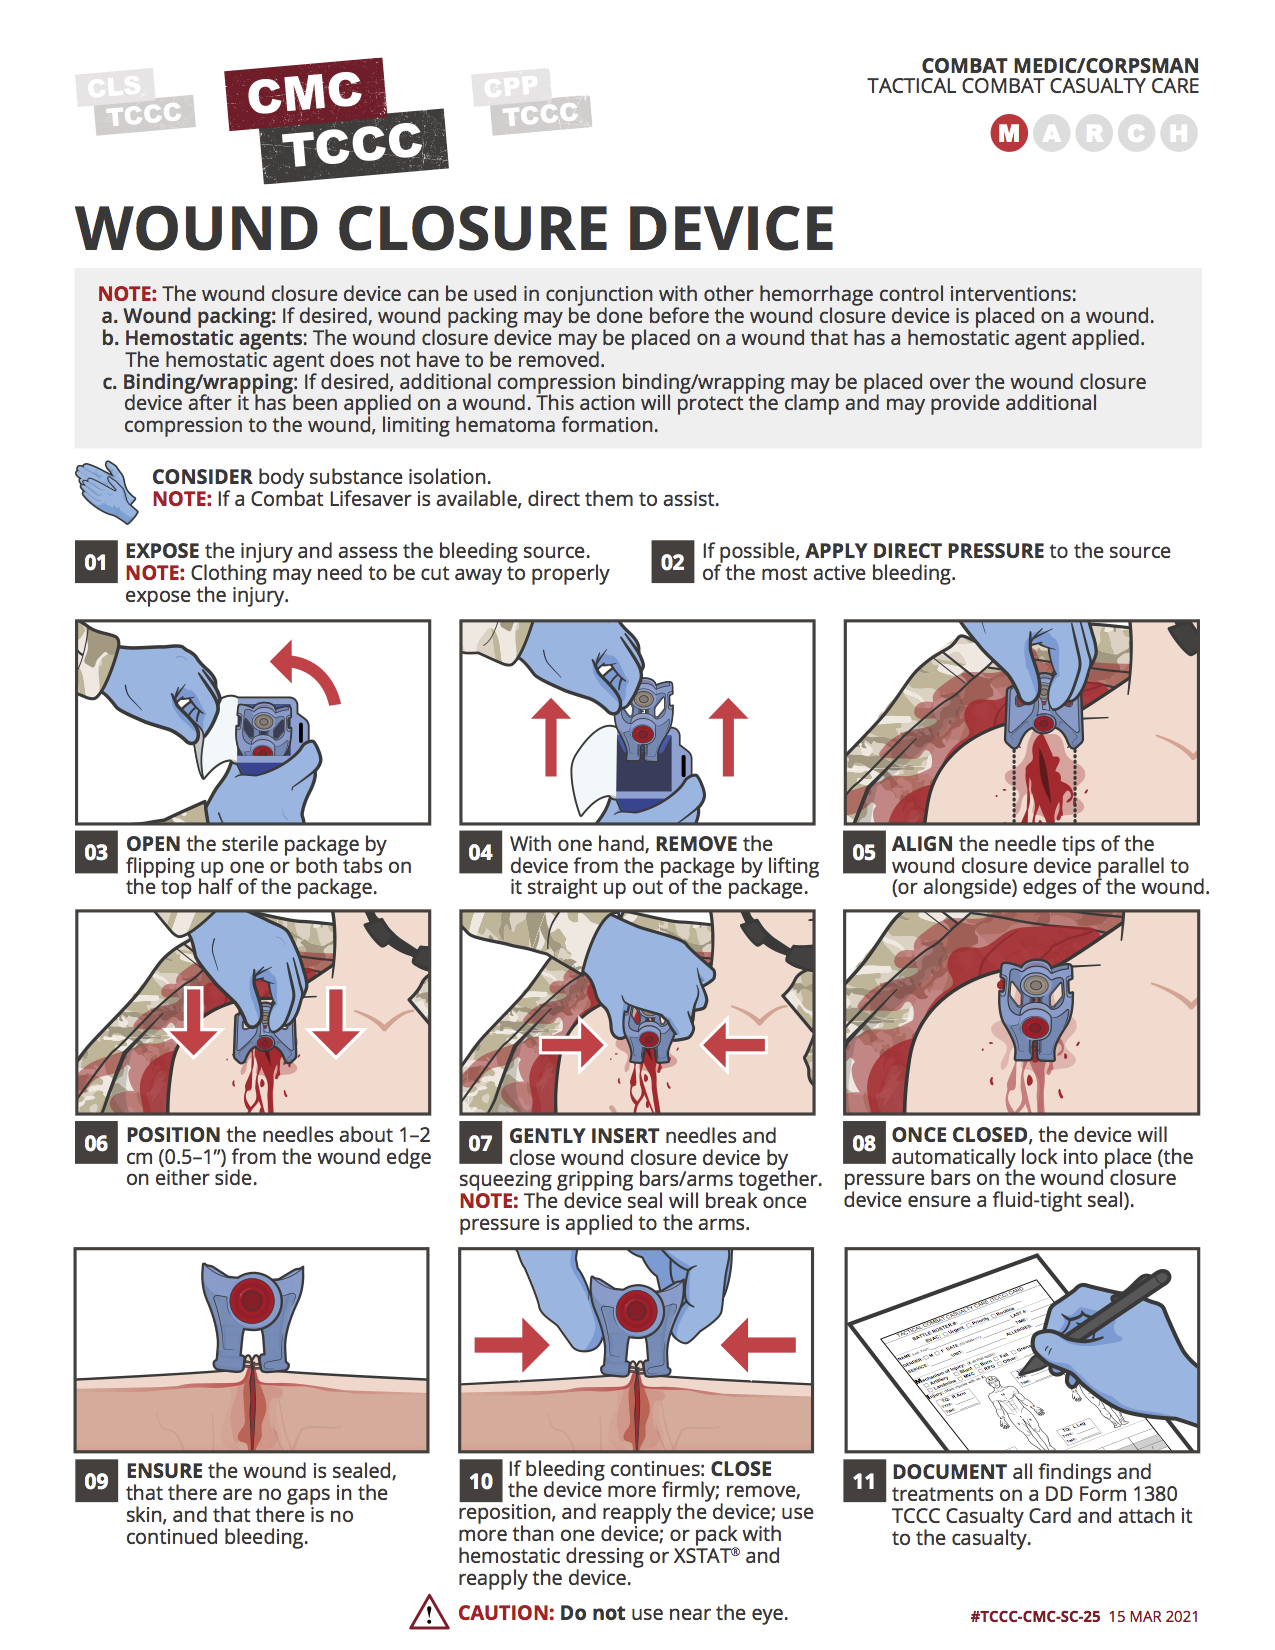 CLS
TCCC
CMC
TCCC
CPP
TCCC
COMBAT MEDIC/CORPSMAN
TACTICAL COMBAT CASUALTY CARE
M A R C H
WOUND CLOSURE DEVICE
NOTE: The wound closure device can be used in conjunction with other hemorrhage control interventions:
a. Wound packing: If desired, wound packing may be done before the wound closure device is placed on a wound.
b. Hemostatic agents: The wound closure device may be placed on a wound that has a hemostatic agent applied.
The hemostatic agent does not have to be removed.
c. Binding/wrapping: If desired, additional compression binding/wrapping may be placed over the wound closure
device after it has been applied on a wound. This action will protect the clamp and may provide additional
compression to the wound, limiting hematoma formation.
CONSIDER body substance isolation.
NOTE: If a Combat Lifesaver is available, direct them to assist.
01 EXPOSE the injury and assess the bleeding source.
NOTE: Clothing may need to be cut away to properly
expose the injury.
02 If possible, APPLY DIRECT PRESSURE to the source
of the most active bleeding.
03 OPEN the sterile package by
flipping up one or both tabs on
the top half of the package.
04 With one hand, REMOVE the
device from the package by lifting
it straight up out of the package.
05 ALIGN the needle tips of the
wound closure device parallel to
(or alongside) edges of the wound.
06 POSITION the needles about 1–2
cm (0.5–1”) from the wound edge
on either side.
07 GENTLY INSERT needles and
close wound closure device by
squeezing gripping bars/arms together.
NOTE: The device seal will break once
pressure is applied to the arms.
08 ONCE CLOSED, the device will
automatically lock into place (the
pressure bars on the wound closure
device ensure a fluid-tight seal).
TACTICAL COMBAT CASUALTY CARE (TCCC) CARD
BATTLE ROSTER #:
EVAC: Urgent Priority Routine
09 ENSURE the wound is sealed,
that there are no gaps in the
skin, and that there is no
continued bleeding.
10 If bleeding continues: CLOSE
the device more firmly; remove,
reposition, and reapply the device; use
more than one device; or pack with
hemostatic dressing or XSTAT® and
reapply the device.
11 DOCUMENT all findings and
treatments on a DD Form 1380
TCCC Casualty Card and attach it
to the casualty.
! CAUTION: Do not use near the eye.
#TCCC-CMC-SC-25 15 MAR 2021